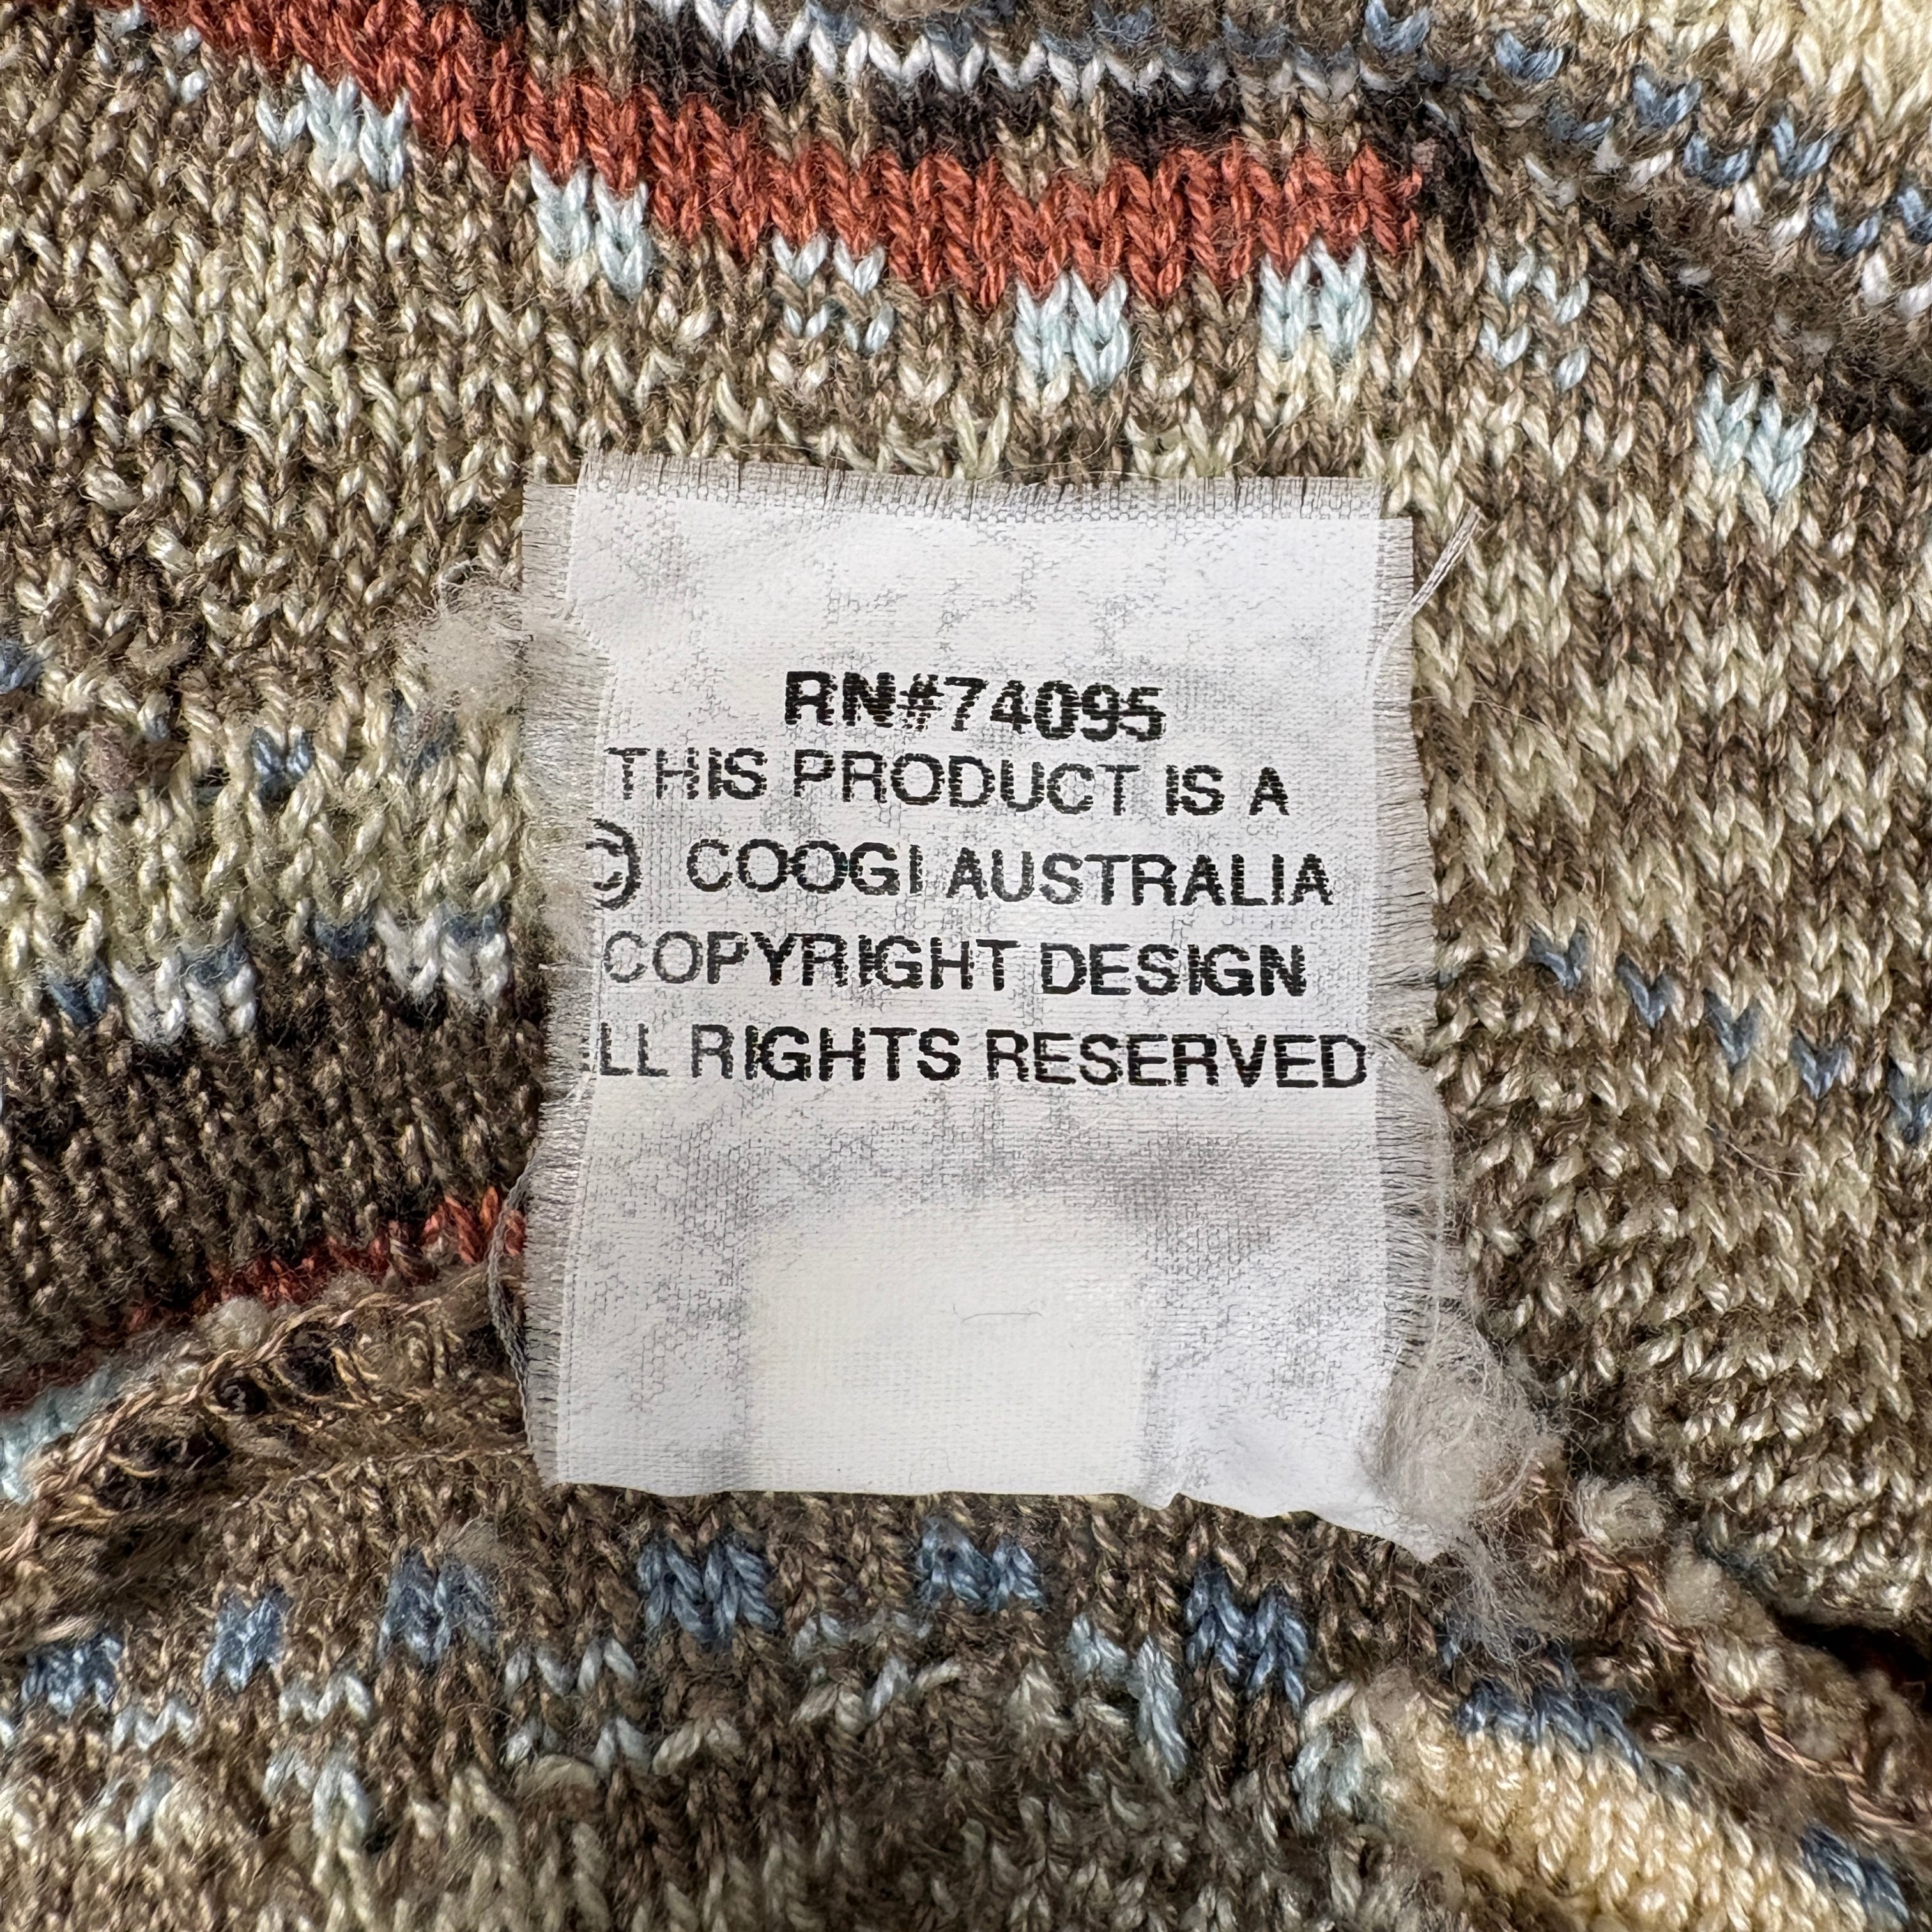 RN#74095
THIS PRODUCT IS A
© COOGI AUSTRALIA
COPYRIGHT DESIGN
LL RIGHTS RESERVED